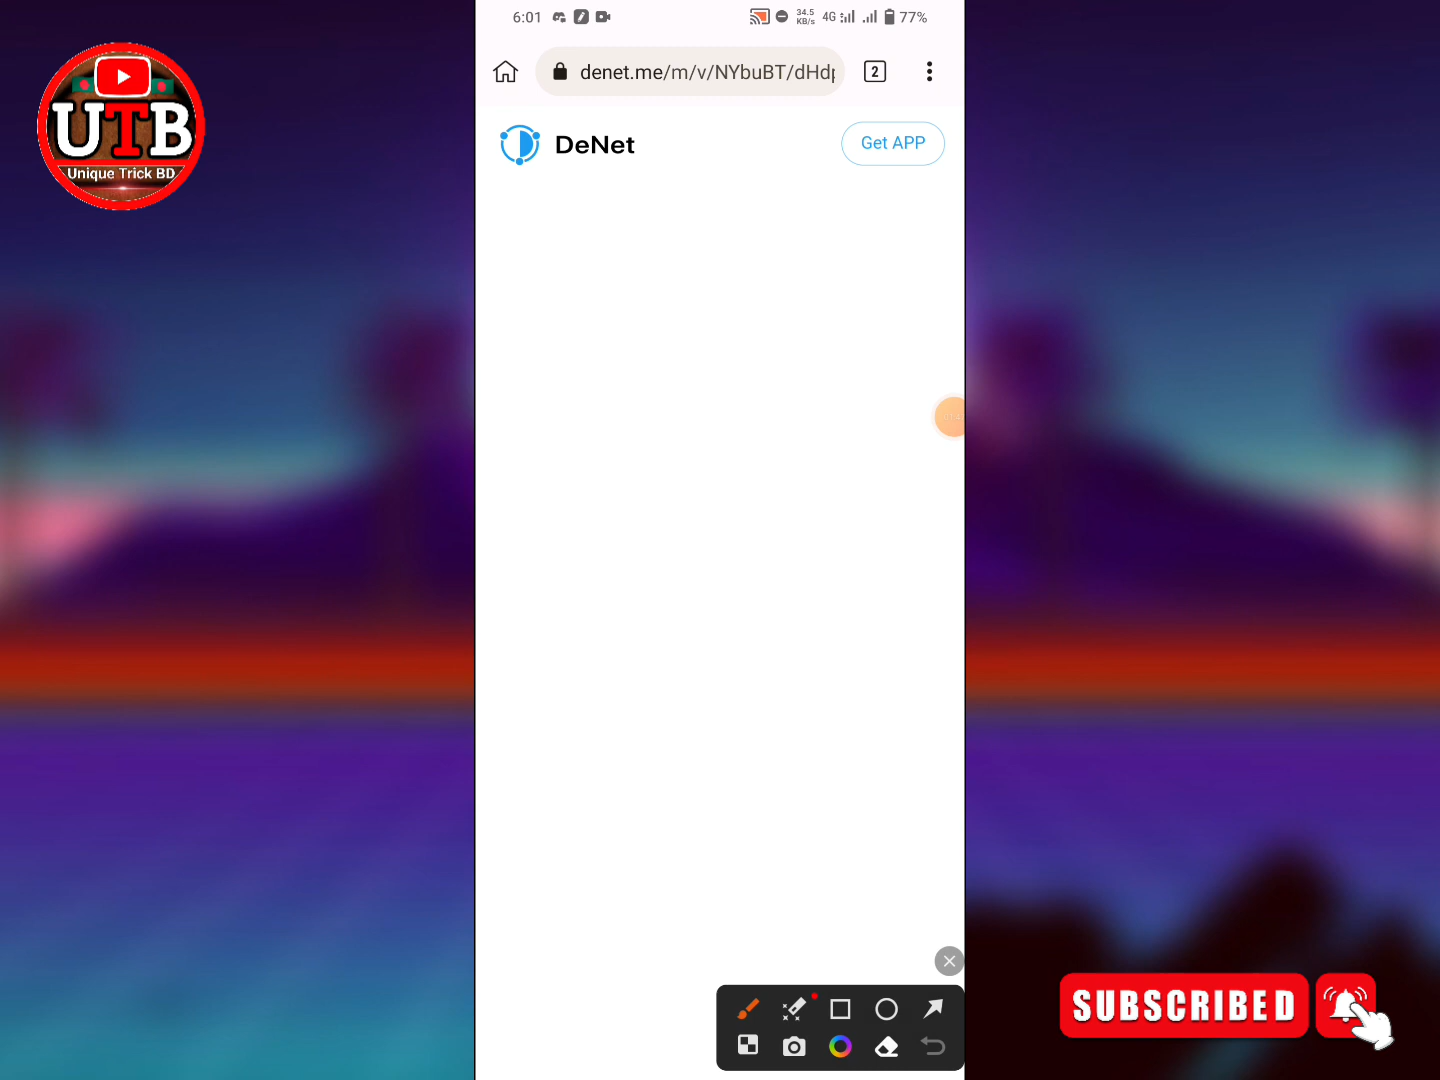 6:01
34.5
KB/s
4G
77%
denet.me/m/v/NYbuBT/dHdp
2
DeNet
Get APP
UTB
Unique Trick BD
SUBSCRIBED